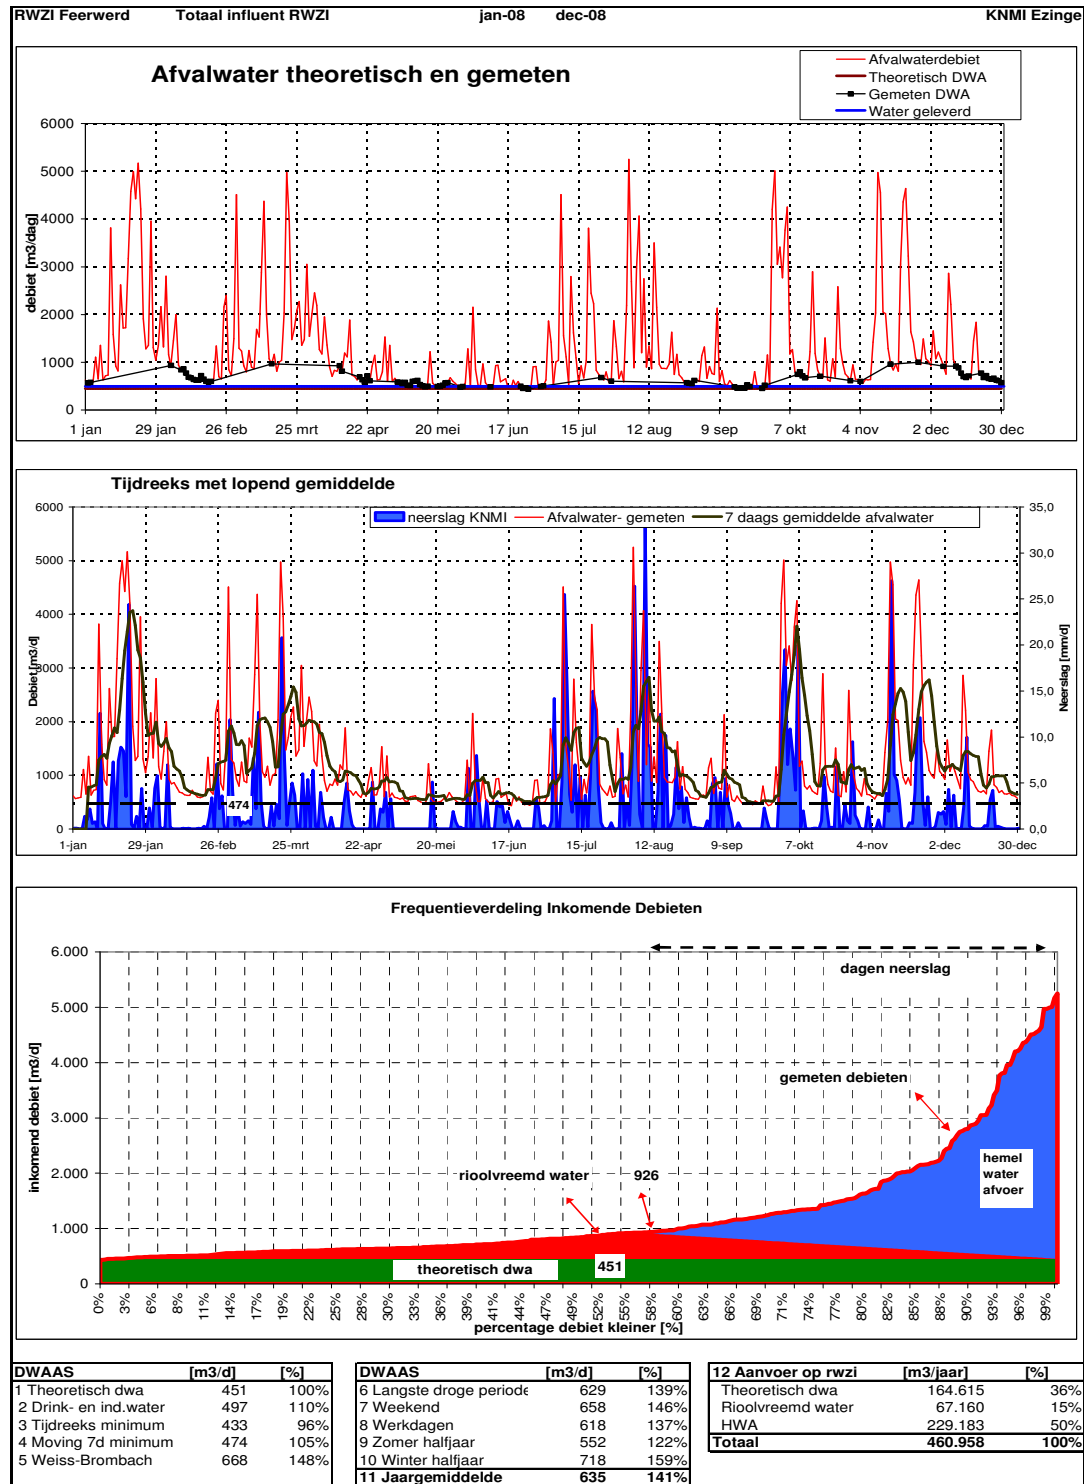 RWZI Feerwerd Totaal influent RWZI jan-08 dec-08 KNMI Ezinge
Afvalwater theoretisch en gemeten
Afvalwaterdebiet
Theoretisch DWA
Gemeten DWA
Water geleverd
debiet [m3/dag]
6000
5000
4000
3000
2000
1000
0
1 jan 29 jan 26 feb 25 mrt 22 apr 20 mei 17 jun 15 jul 12 aug 9 sep 7 okt 4 nov 2 dec 30 dec
Tijdreeks met lopend gemiddelde
neerslag KNMI Afvalwater- gemeten 7 daags gemiddelde afvalwater
Debiet [m3/d]
6000
5000
4000
3000
2000
1000
0
474
35,0
30,0
25,0
20,0
15,0
10,0
5,0
0,0
Neerslag [mm/d]
1-jan 29-jan 26-feb 25-mrt 22-apr 20-mei 17-jun 15-jul 12-aug 9-sep 7-okt 4-nov 2-dec 30-dec
Frequentieverdeling Inkomende Debieten
inkomend debiet [m3/d]
6.000
5.000
4.000
3.000
2.000
1.000
0
dagen neerslag
gemeten debieten
rioolvreemd water 926
hemel
water
afvoer
theoretisch dwa 451
0% 3% 6% 8% 11% 14% 17% 19% 22% 25% 28% 30% 33% 36% 39% 41% 44% 47% 49% 52% 55% 58% 60% 63% 66% 69% 71% 74% 77% 80% 82% 85% 88% 90% 93% 96% 99%
percentage debiet kleiner [%]
DWAAS [m3/d] [%]
1 Theoretisch dwa 451 100%
2 Drink- en ind.water 497 110%
3 Tijdreeks minimum 433 96%
4 Moving 7d minimum 474 105%
5 Weiss-Brombach 668 148%
DWAAS [m3/d] [%]
6 Langste droge periode 629 139%
7 Weekend 658 146%
8 Werkdagen 618 137%
9 Zomer halfjaar 552 122%
10 Winter halfjaar 718 159%
11 Jaargemiddelde 635 141%
12 Aanvoer op rwzi [m3/jaar] [%]
Theoretisch dwa 164.615 36%
Rioolvreemd water 67.160 15%
HWA 229.183 50%
Totaal 460.958 100%